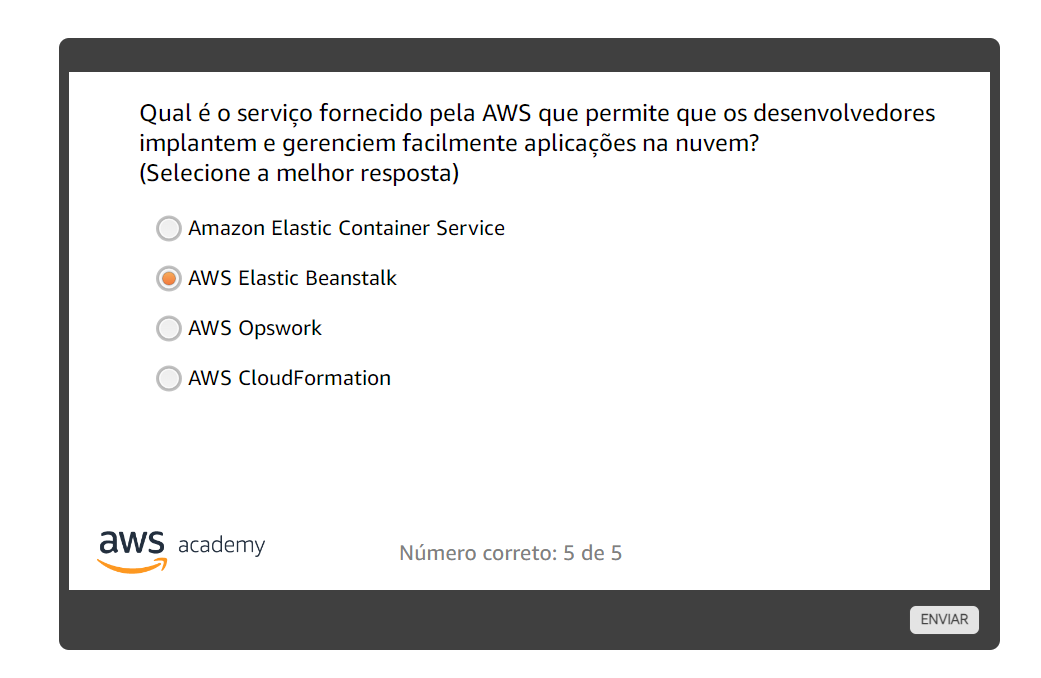 Qual é o serviço fornecido pela AWS que permite que os desenvolvedores
implantem e gerenciem facilmente aplicações na nuvem?
(Selecione a melhor resposta)
Amazon Elastic Container Service
AWS Elastic Beanstalk
AWS Opswork
AWS CloudFormation
aws academy
Número correto: 5 de 5
ENVIAR